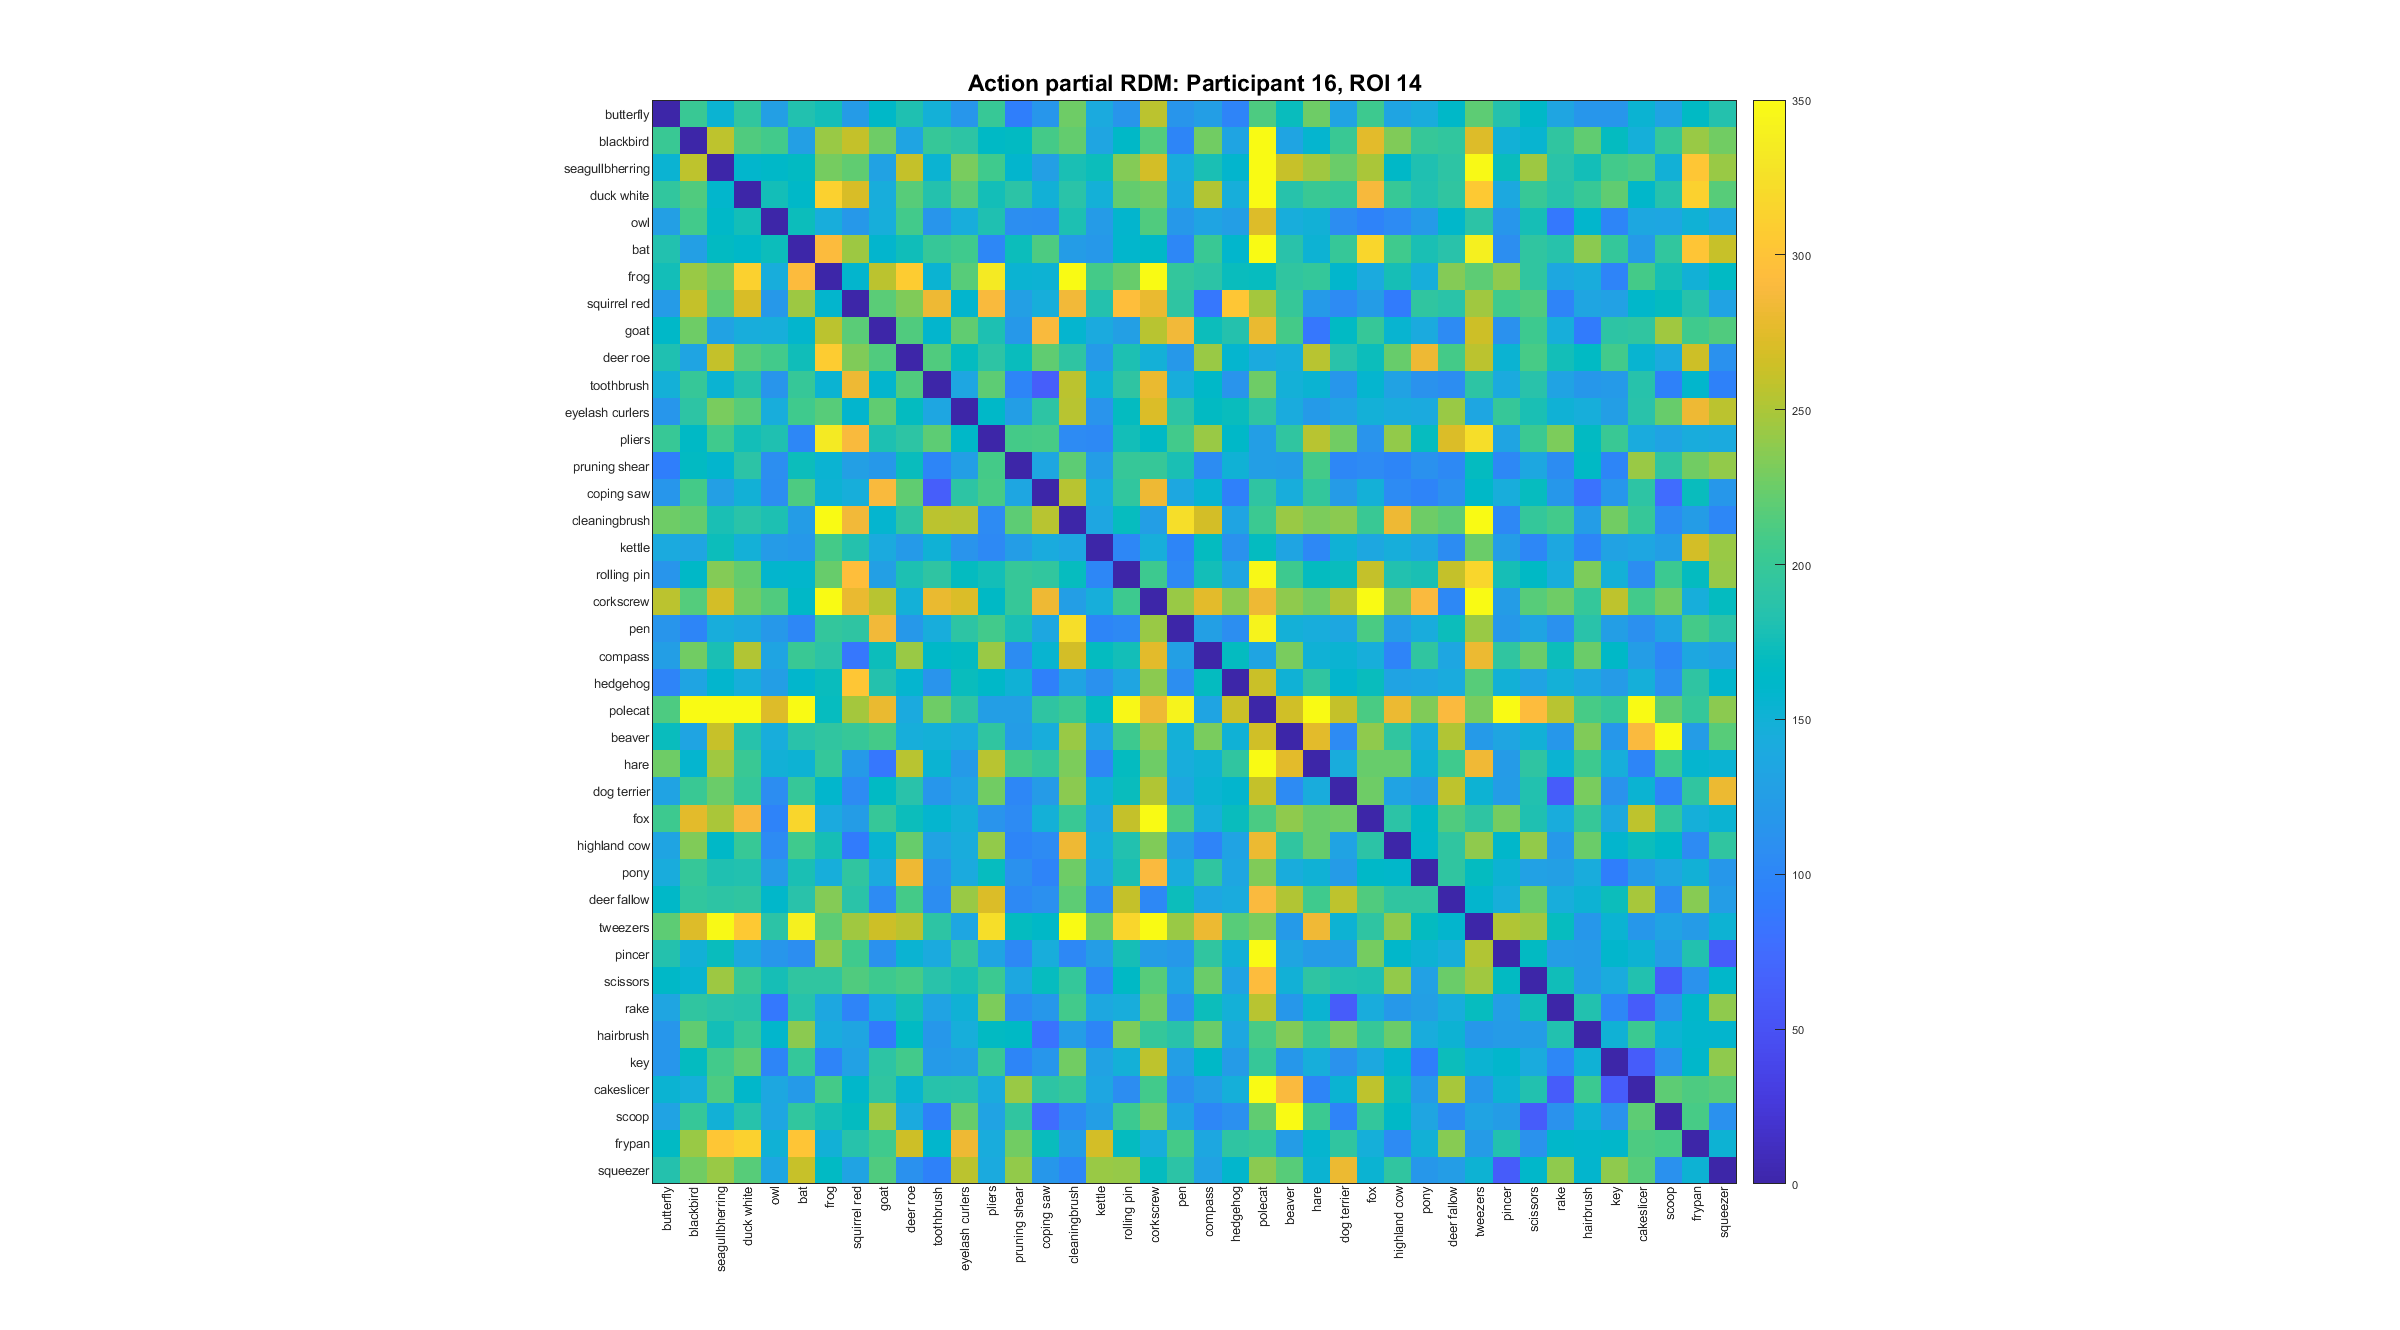 Action partial RDM: Participant 16, ROI 14
butterfly
blackbird
seagullbherring
duck white
owl
bat
frog
squirrel red
goat
deer roe
toothbrush
eyelash curlers
pliers
pruning shear
coping saw
cleaningbrush
kettle
rolling pin
corkscrew
pen
compass
hedgehog
polecat
beaver
hare
dog terrier
fox
highland cow
pony
deer fallow
tweezers
pincer
scissors
rake
hairbrush
key
cakeslicer
scoop
frypan
squeezer
butterfly
blackbird
seagullbherring
duck white
owl
bat
frog
squirrel red
goat
deer roe
toothbrush
eyelash curlers
pliers
pruning shear
coping saw
cleaningbrush
kettle
rolling pin
corkscrew
pen
compass
hedgehog
polecat
beaver
hare
dog terrier
fox
highland cow
pony
deer fallow
tweezers
pincer
scissors
rake
hairbrush
key
cakeslicer
scoop
frypan
squeezer
350
300
250
200
150
100
50
0